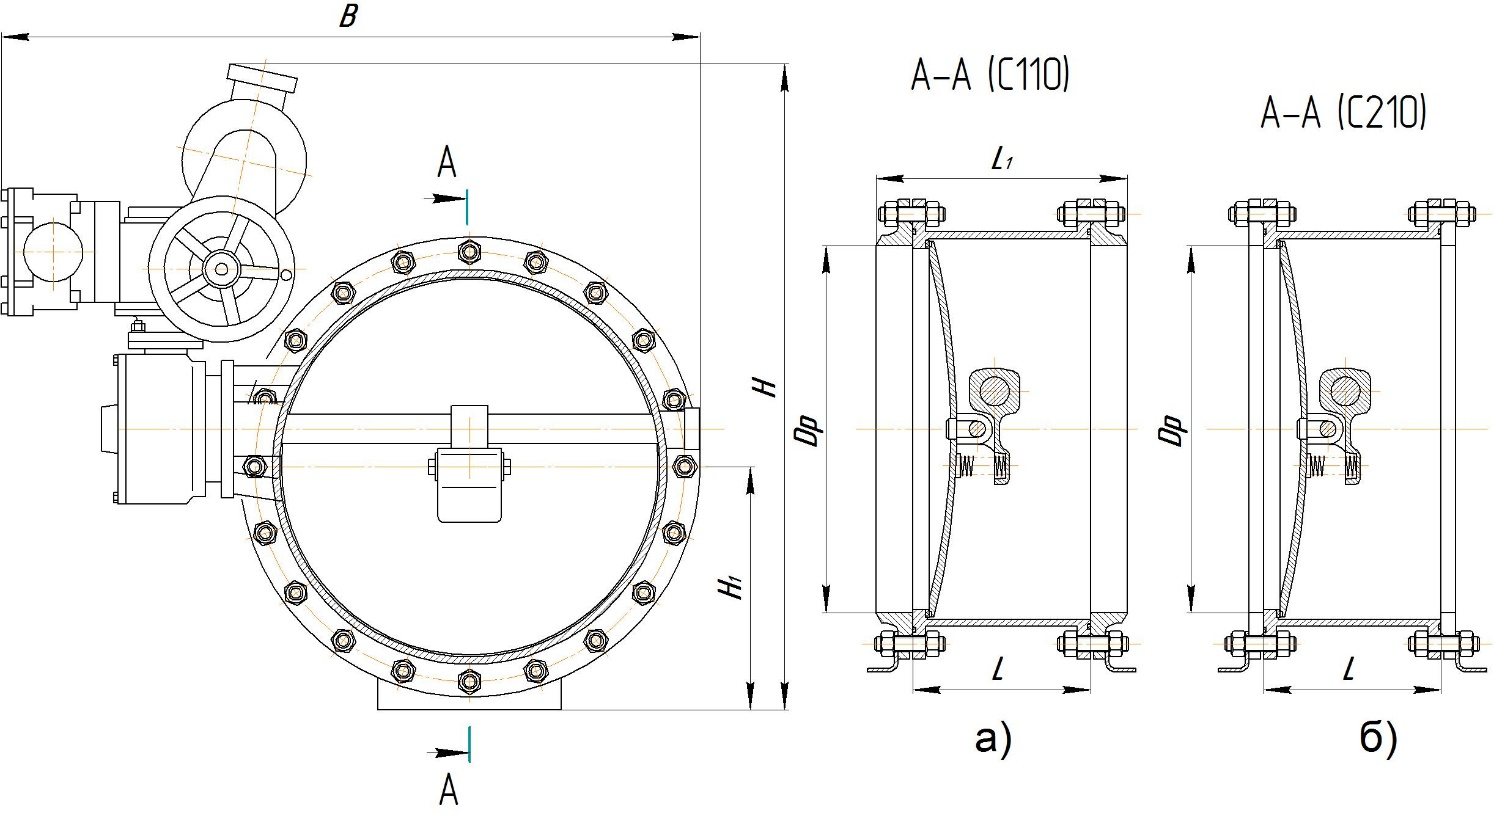 B
A-A (C110)
A-A (C210)
A
L₁
H
Dp
Dp
H₁
L
L
а)
б)
A